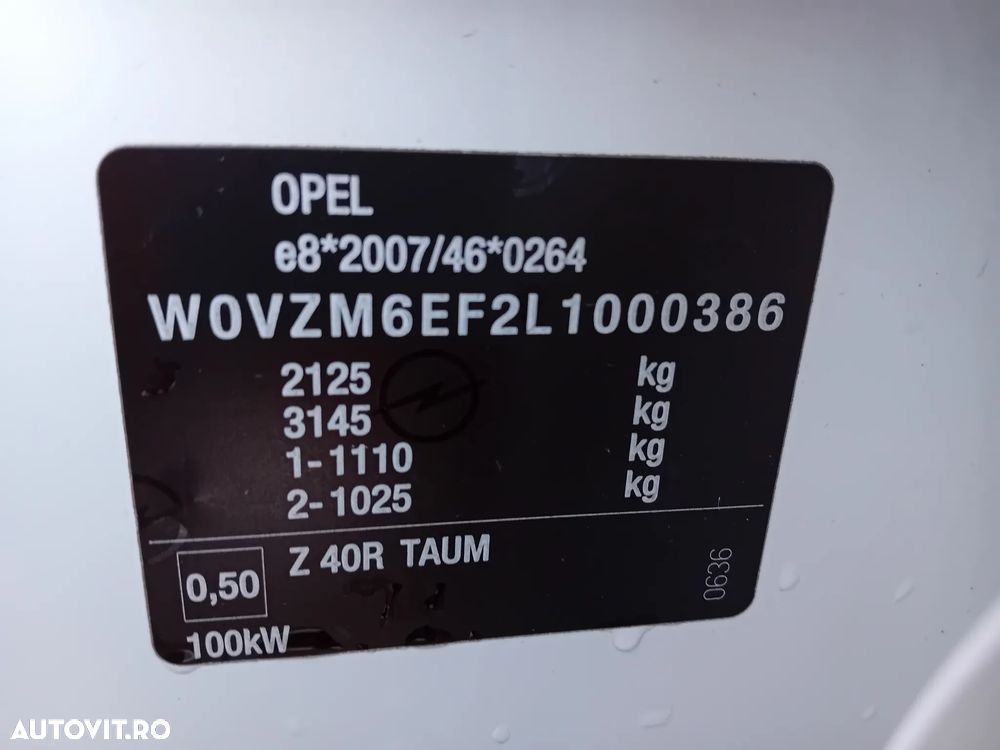 OPEL
e8*2007/46*0264
W0VZM6EF2L1000386
2125 kg
3145 kg
1-1110 kg
2-1025 kg
0,50 Z 40R TAUM
100kW
0636
AUTOVIT.RO